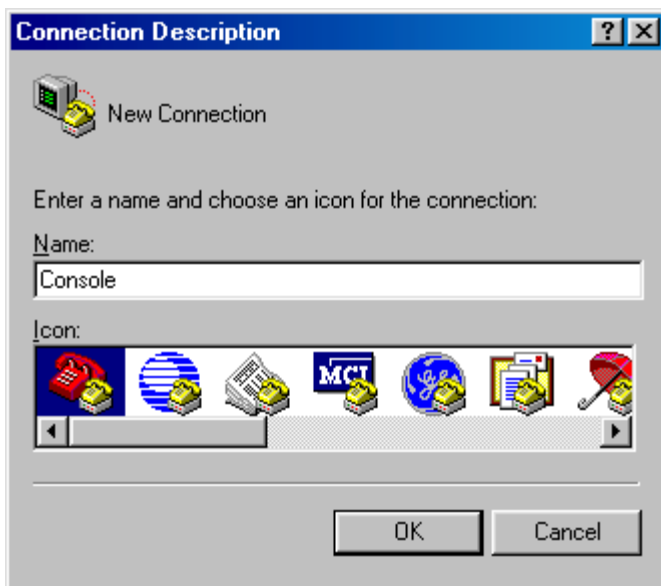 Connection Description
New Connection
Enter a name and choose an icon for the connection:
Name:
Console
Icon:
MCI
OK Cancel